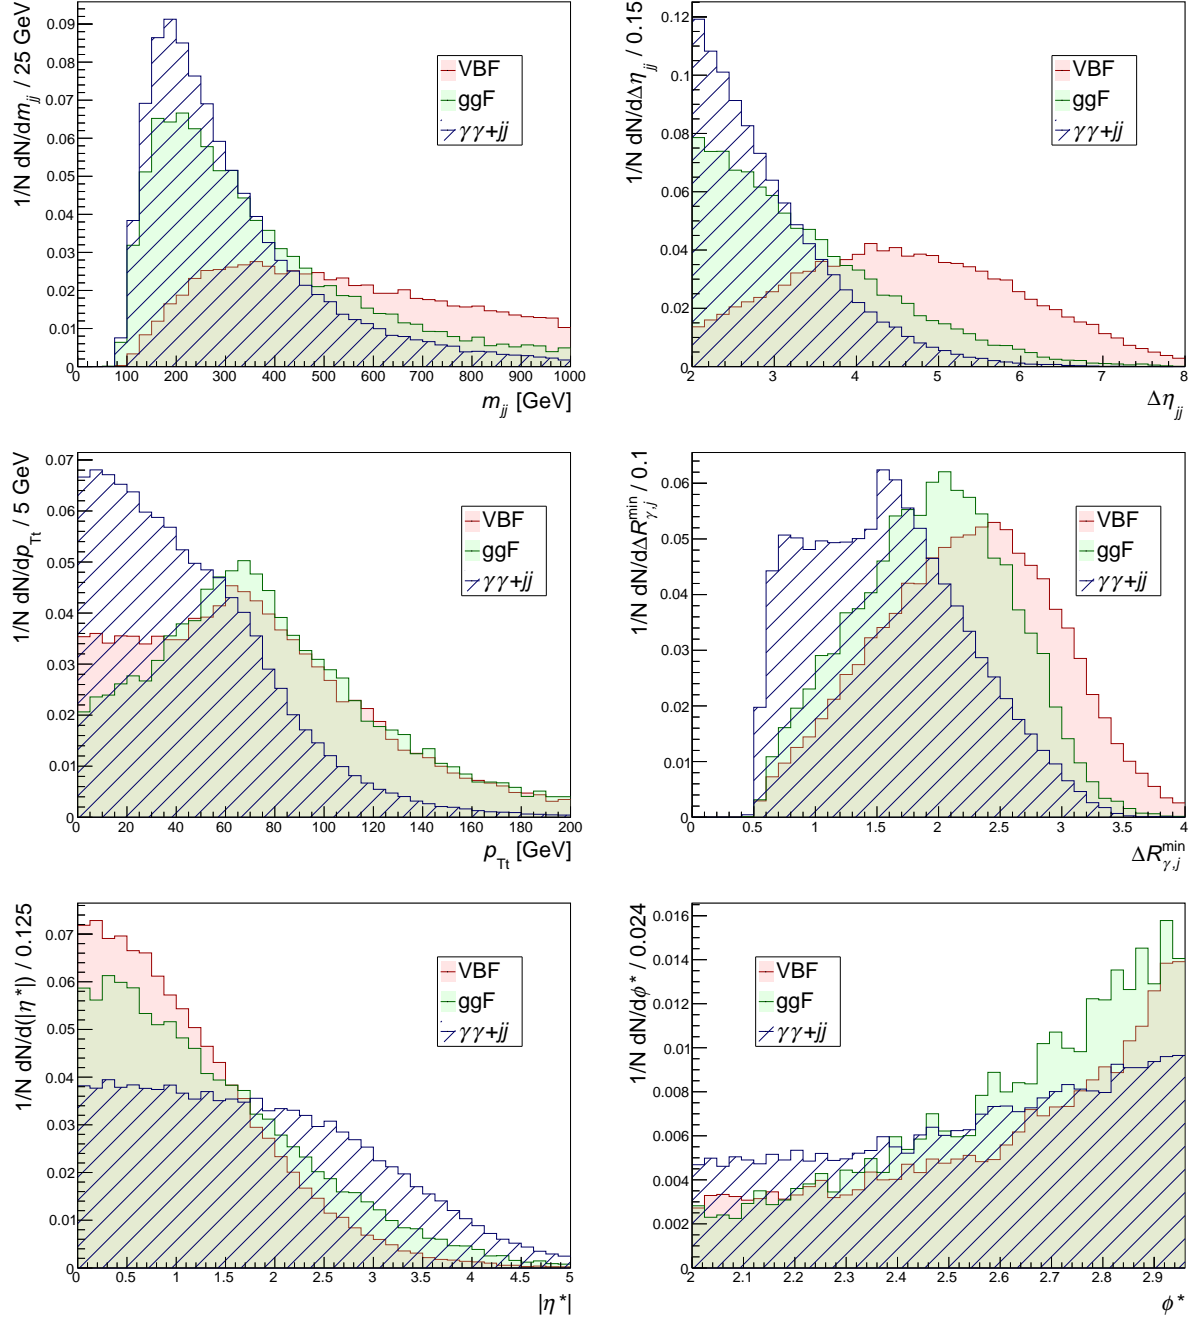 1/N dN/dm_jj / 25 GeV
0.09
0.08
0.07
0.06
0.05
0.04
0.03
0.02
0.01
0
VBF
ggF
γγ+jj
0 100 200 300 400 500 600 700 800 900 1000
m_jj [GeV]
1/N dN/dΔη_jj / 0.15
0.12
0.1
0.08
0.06
0.04
0.02
0
VBF
ggF
γγ+jj
2 3 4 5 6 7 8
Δη_jj
1/N dN/dp_Tt / 5 GeV
0.07
0.06
0.05
0.04
0.03
0.02
0.01
0
VBF
ggF
γγ+jj
0 20 40 60 80 100 120 140 160 180 200
p_Tt [GeV]
1/N dN/dΔR^min_γ,j / 0.1
0.06
0.05
0.04
0.03
0.02
0.01
0
VBF
ggF
γγ+jj
0 0.5 1 1.5 2 2.5 3 3.5 4
ΔR^min_γ,j
1/N dN/d(|η*|) / 0.125
0.07
0.06
0.05
0.04
0.03
0.02
0.01
0
VBF
ggF
γγ+jj
0 0.5 1 1.5 2 2.5 3 3.5 4 4.5 5
|η*|
1/N dN/dϕ* / 0.024
0.016
0.014
0.012
0.01
0.008
0.006
0.004
0.002
0
VBF
ggF
γγ+jj
2 2.1 2.2 2.3 2.4 2.5 2.6 2.7 2.8 2.9
ϕ*